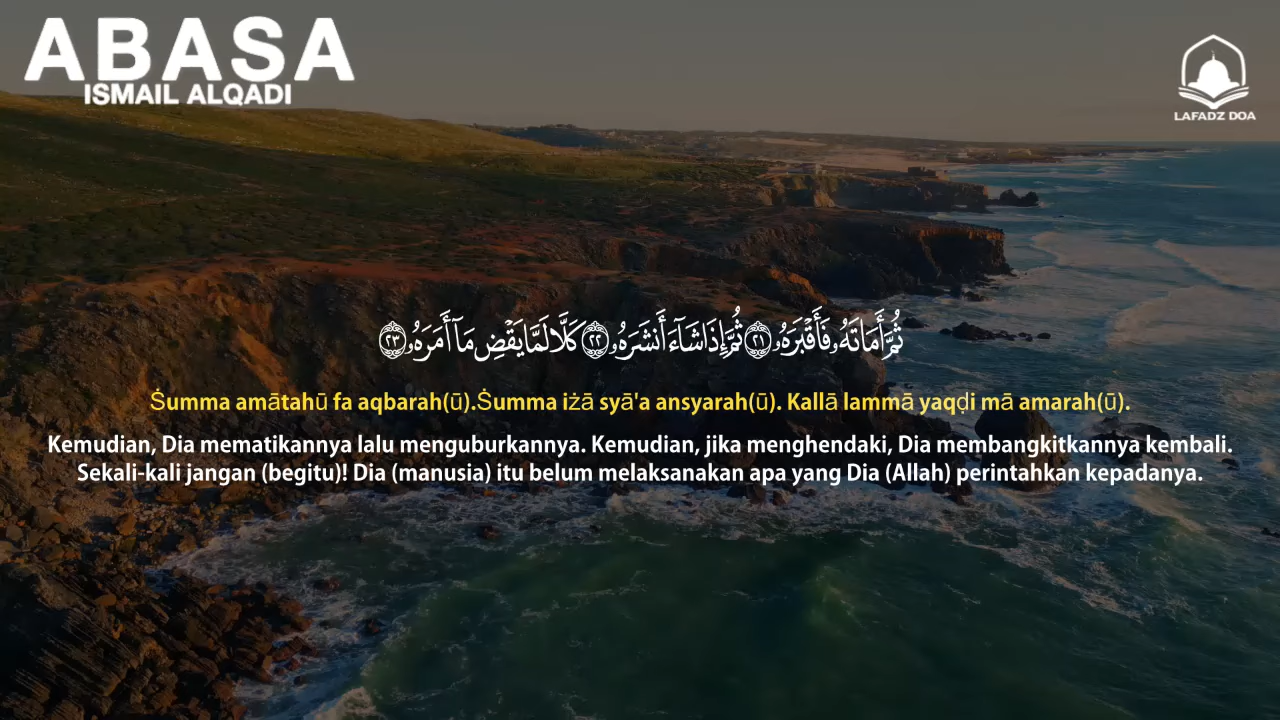 ABASA
ISMAIL ALQADI
LAFADZ DOA
ثُمَّ أَمَاتَهُۥ فَأَقْبَرَهُۥ ۝٢١ ثُمَّ إِذَا شَآءَ أَنشَرَهُۥ ۝٢٢ كَلَّا لَمَّا يَقْضِ مَآ أَمَرَهُۥ ۝٢٣
Ṡumma amātahū fa aqbarah(ū).Ṡumma iżā syā'a ansyarah(ū). Kallā lammā yaqḍi mā amarah(ū).
Kemudian, Dia mematikannya lalu menguburkannya. Kemudian, jika menghendaki, Dia membangkitkannya kembali.
Sekali-kali jangan (begitu)! Dia (manusia) itu belum melaksanakan apa yang Dia (Allah) perintahkan kepadanya.